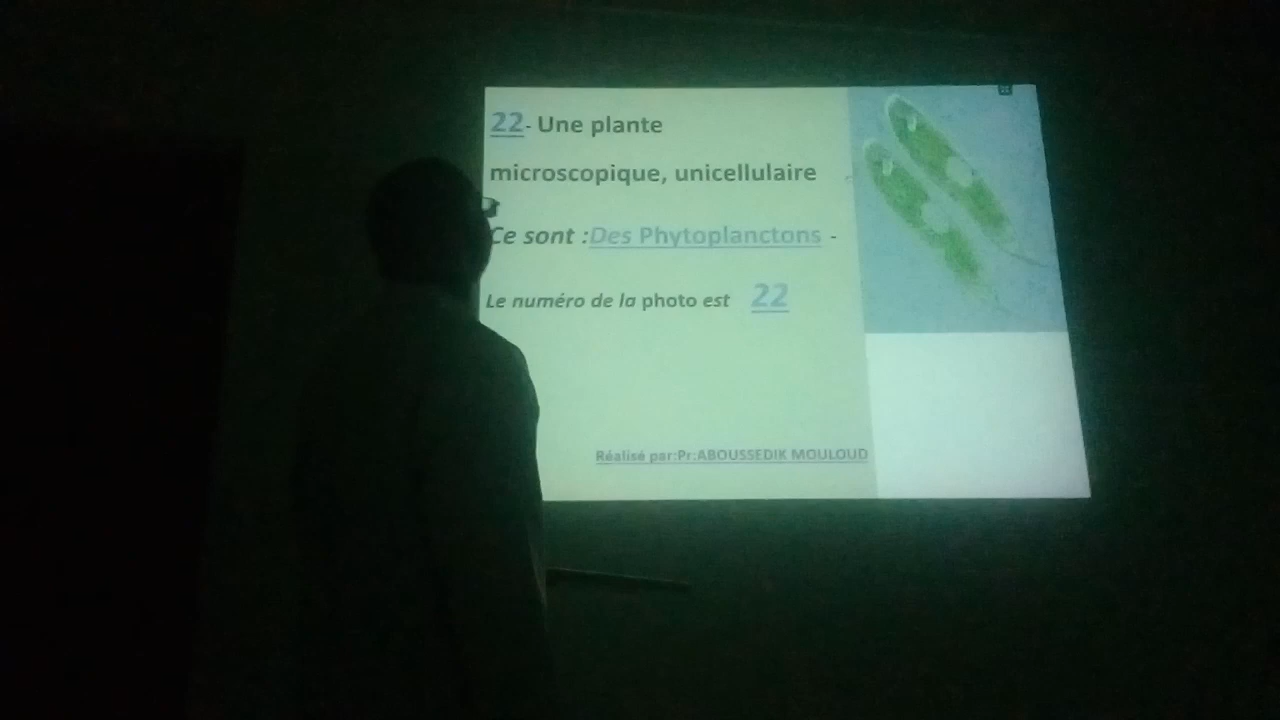 22- Une plante
microscopique, unicellulaire
Ce sont :Des Phytoplanctons -
Le numéro de la photo est 22
Réalisé par:Pr:ABOUSSEDIK MOULOUD